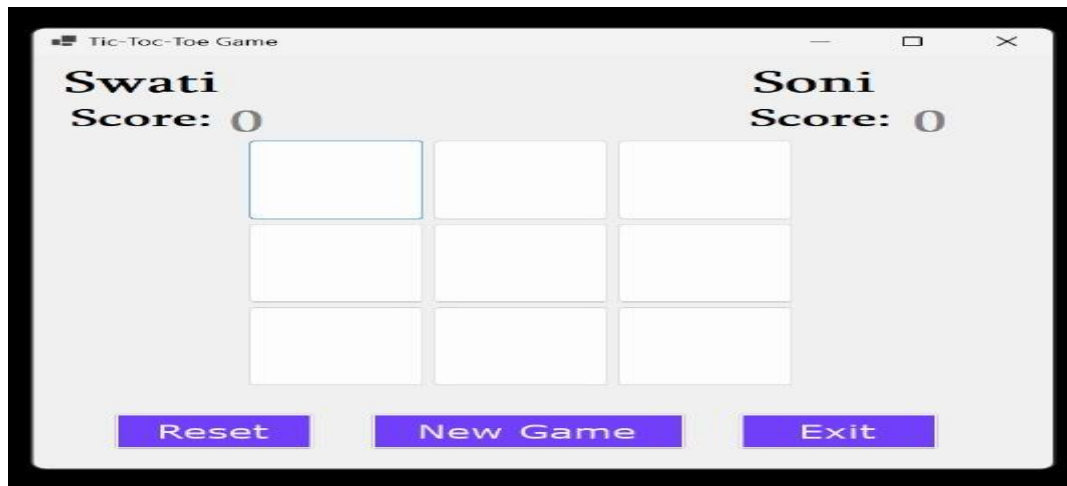 Tic-Toc-Toe Game
Swati Soni
Score: 0 Score: 0
Reset New Game Exit